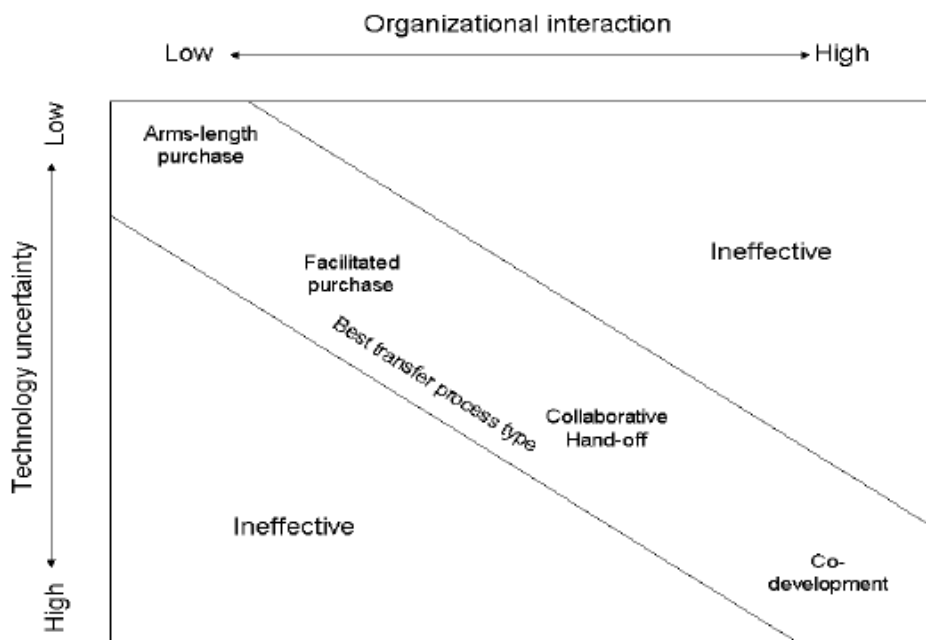 Organizational interaction
Low
High
Low
Technology uncertainty
High
Arms-length
purchase
Facilitated
purchase
Best transfer process type
Ineffective
Collaborative
Hand-off
Ineffective
Co-
development